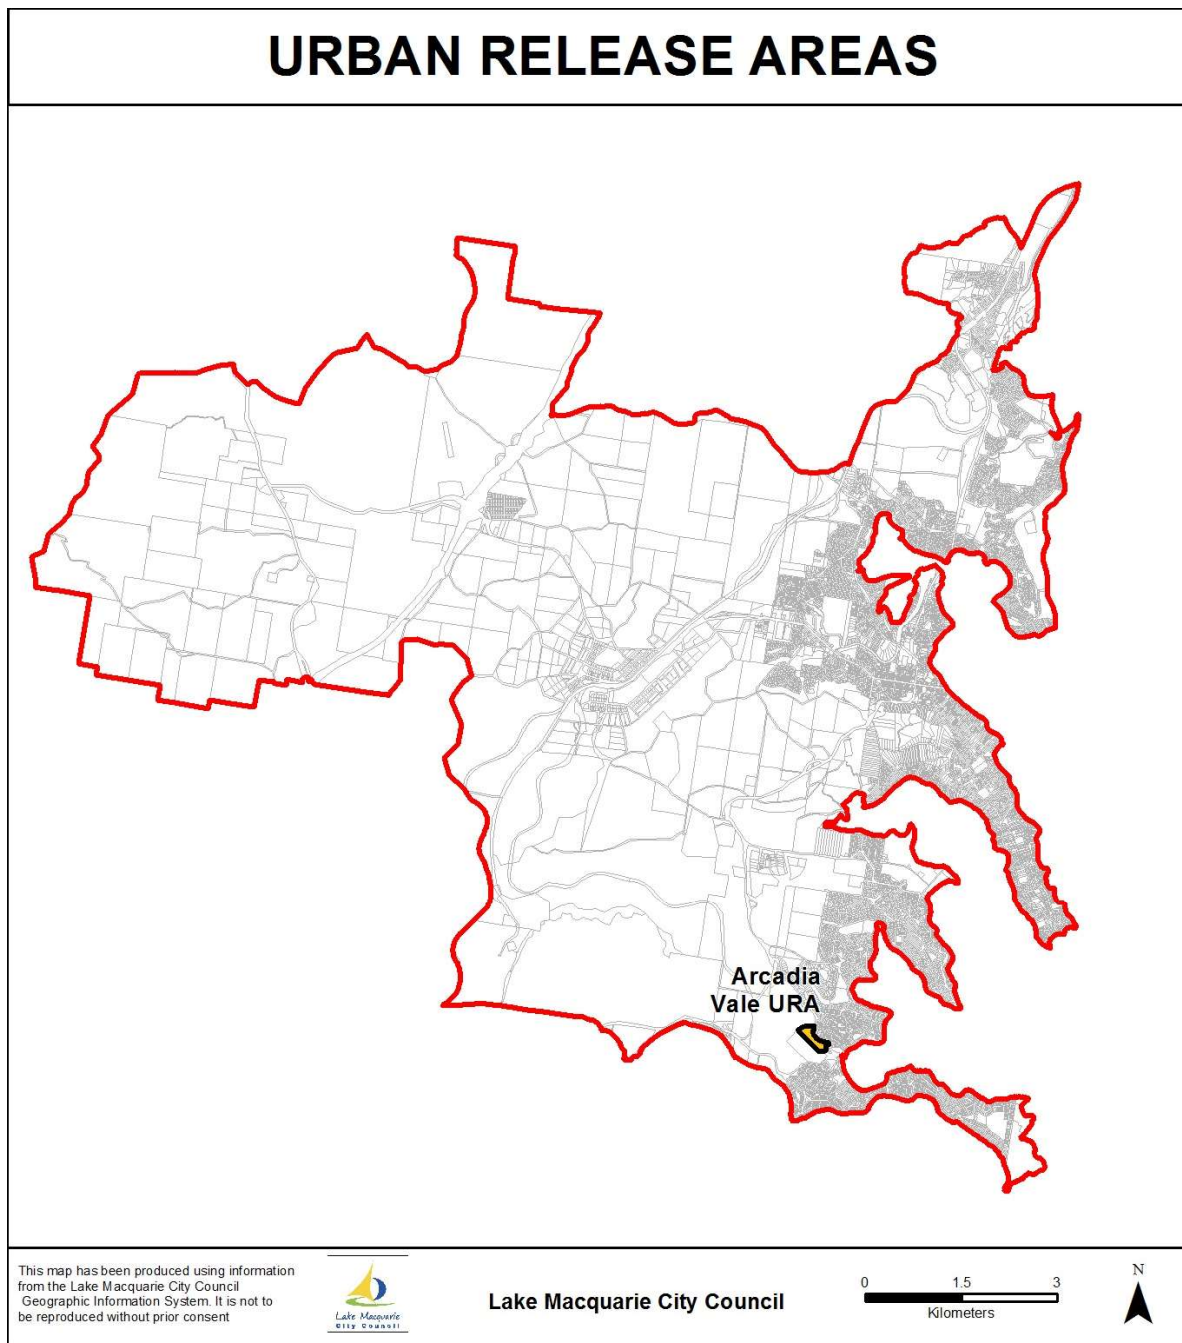 URBAN RELEASE AREAS
Arcadia
Vale URA
This map has been produced using information
from the Lake Macquarie City Council
Geographic Information System. It is not to
be reproduced without prior consent
Lake Macquarie
City Council
Lake Macquarie City Council
0 1.5 3
Kilometers
N